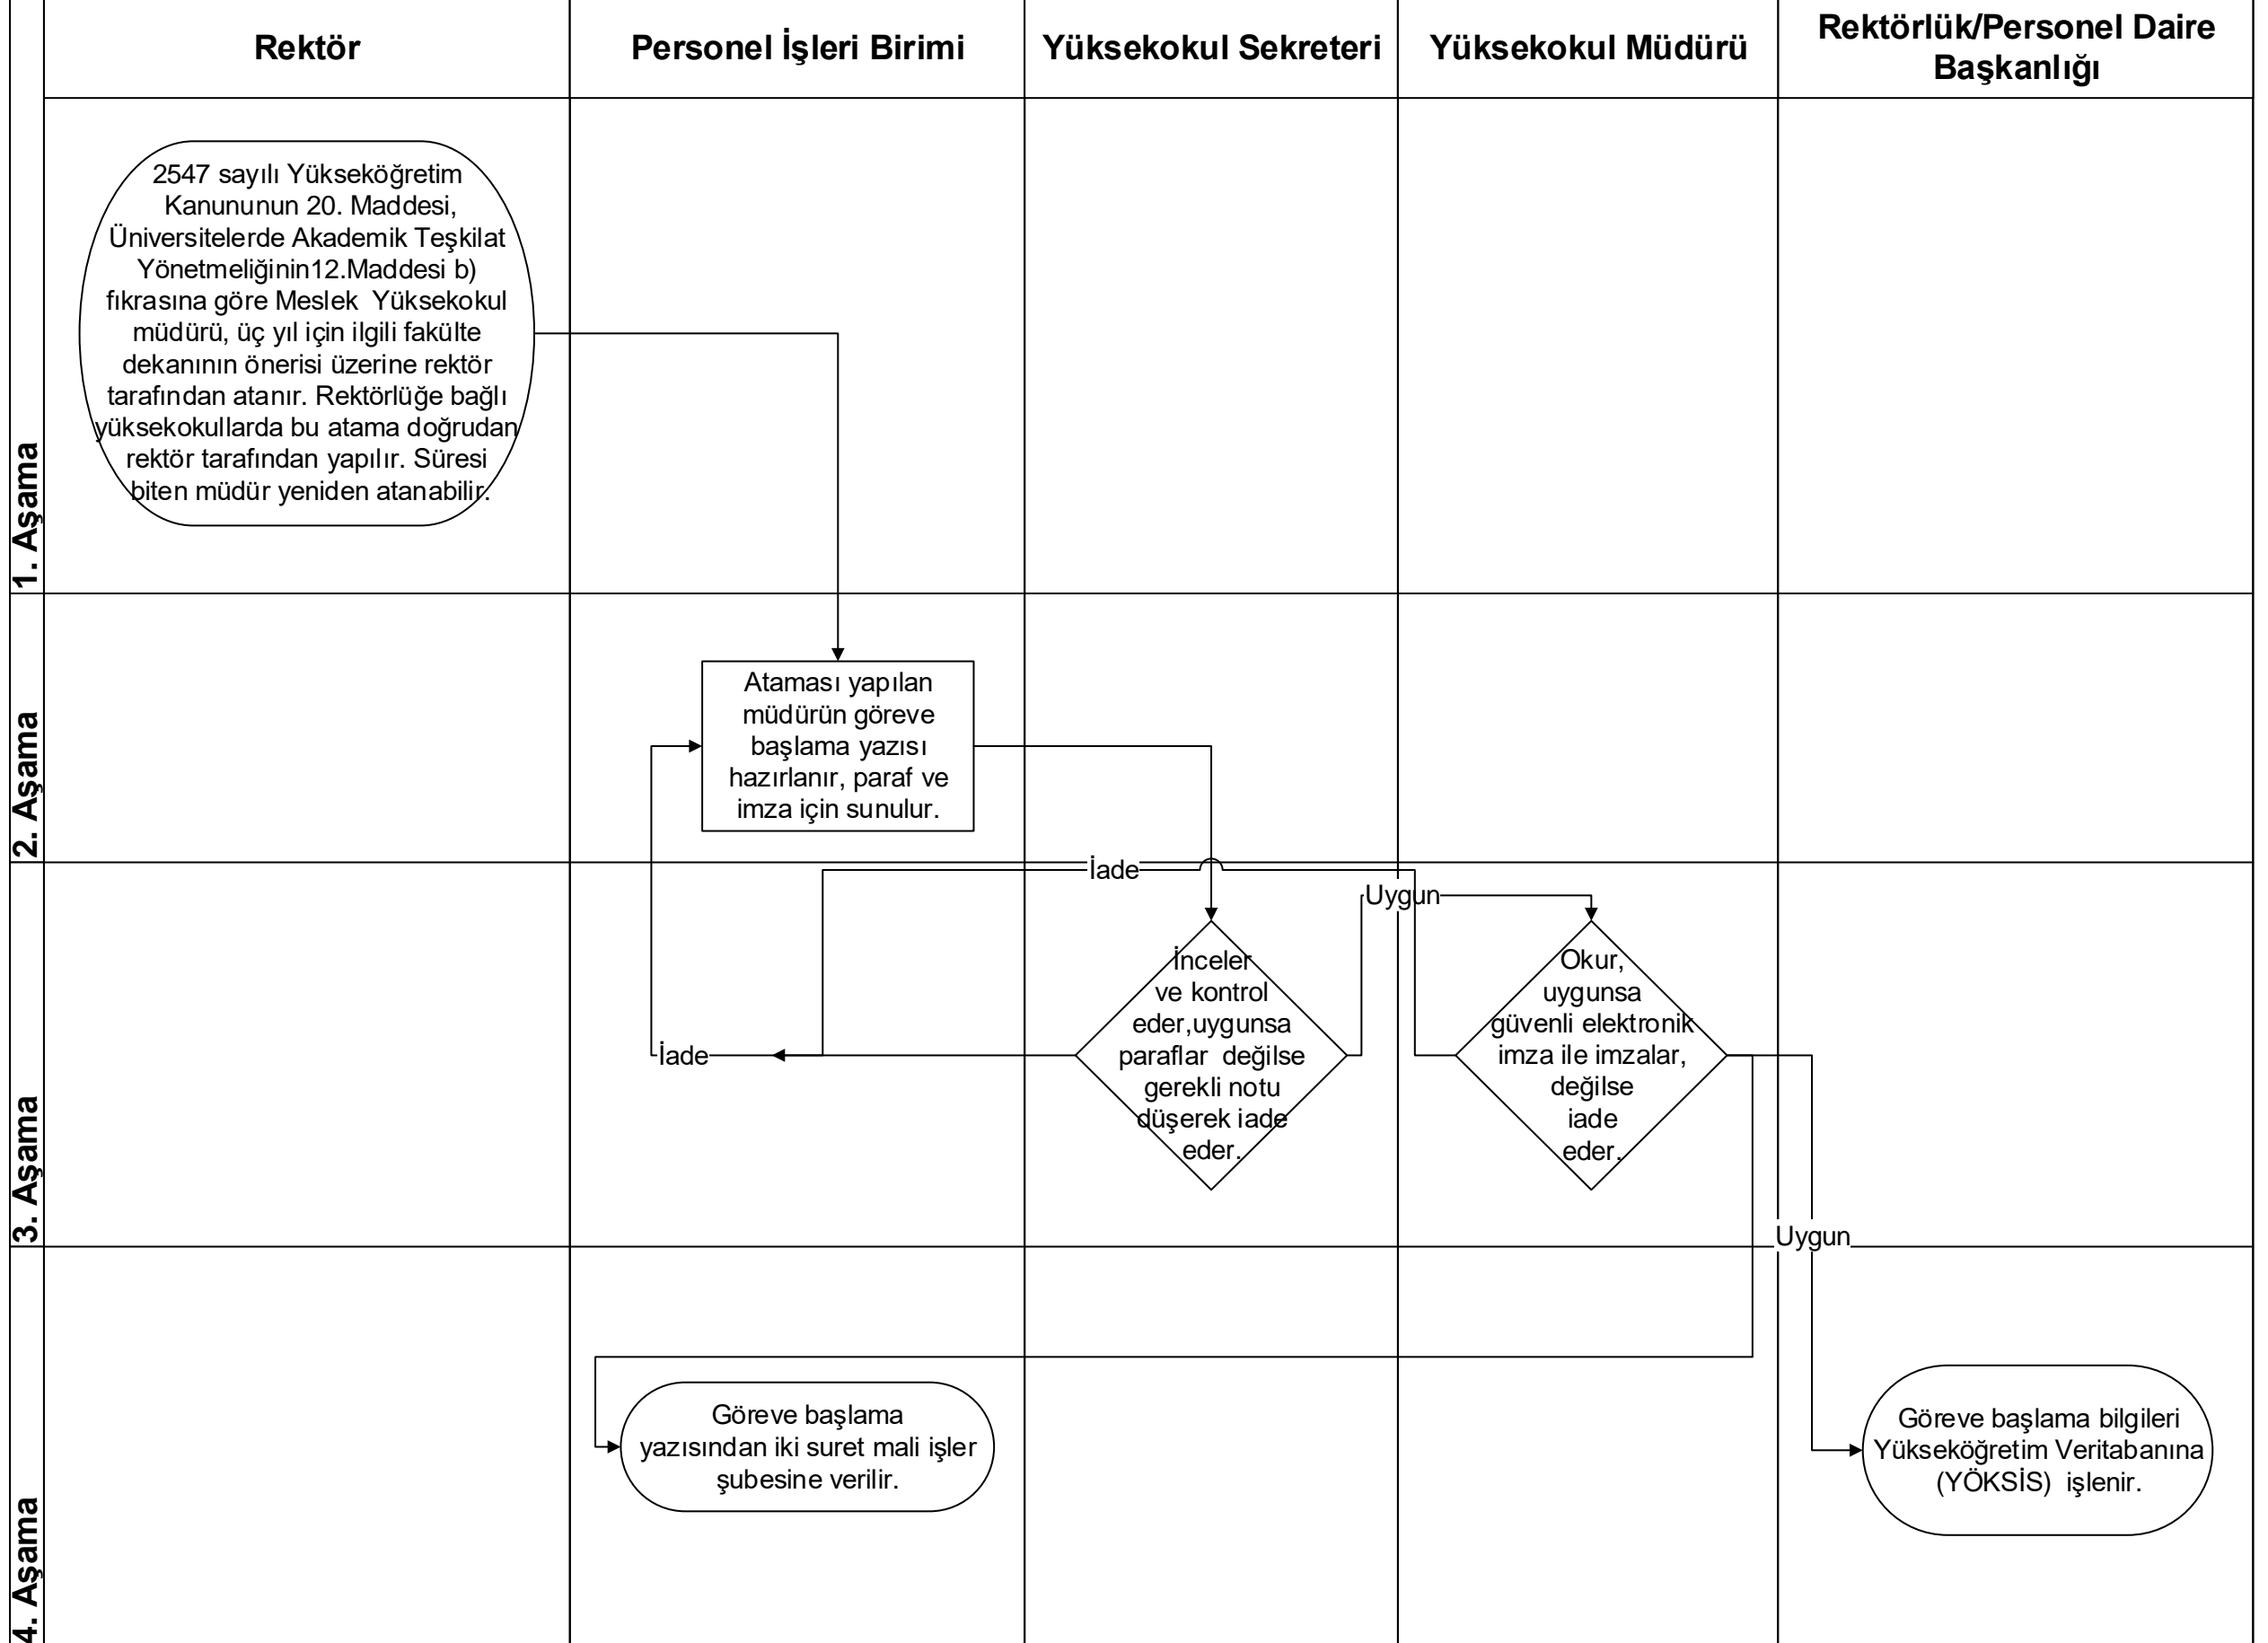 Rektör
Personel İşleri Birimi
Yüksekokul Sekreteri
Yüksekokul Müdürü
Rektörlük/Personel Daire
Başkanlığı
1. Aşama
2547 sayılı Yükseköğretim
Kanununun 20. Maddesi,
Üniversitelerde Akademik Teşkilat
Yönetmeliğinin12.Maddesi b)
fıkrasına göre Meslek  Yüksekokul
müdürü, üç yıl için ilgili fakülte
dekanının önerisi üzerine rektör
tarafından atanır. Rektörlüğe bağlı
yüksekokullarda bu atama doğrudan
rektör tarafından yapılır. Süresi
biten müdür yeniden atanabilir.
2. Aşama
Ataması yapılan
müdürün göreve
başlama yazısı
hazırlanır, paraf ve
imza için sunulur.
3. Aşama
İade
Uygun
İade
İnceler
ve kontrol
eder,uygunsa
paraflar  değilse
gerekli notu
düşerek iade
eder.
Okur,
uygunsa
güvenli elektronik
imza ile imzalar,
değilse
iade
eder.
Uygun
4. Aşama
Göreve başlama
yazısından iki suret mali işler
şubesine verilir.
Göreve başlama bilgileri
Yükseköğretim Veritabanına
(YÖKSİS)  işlenir.